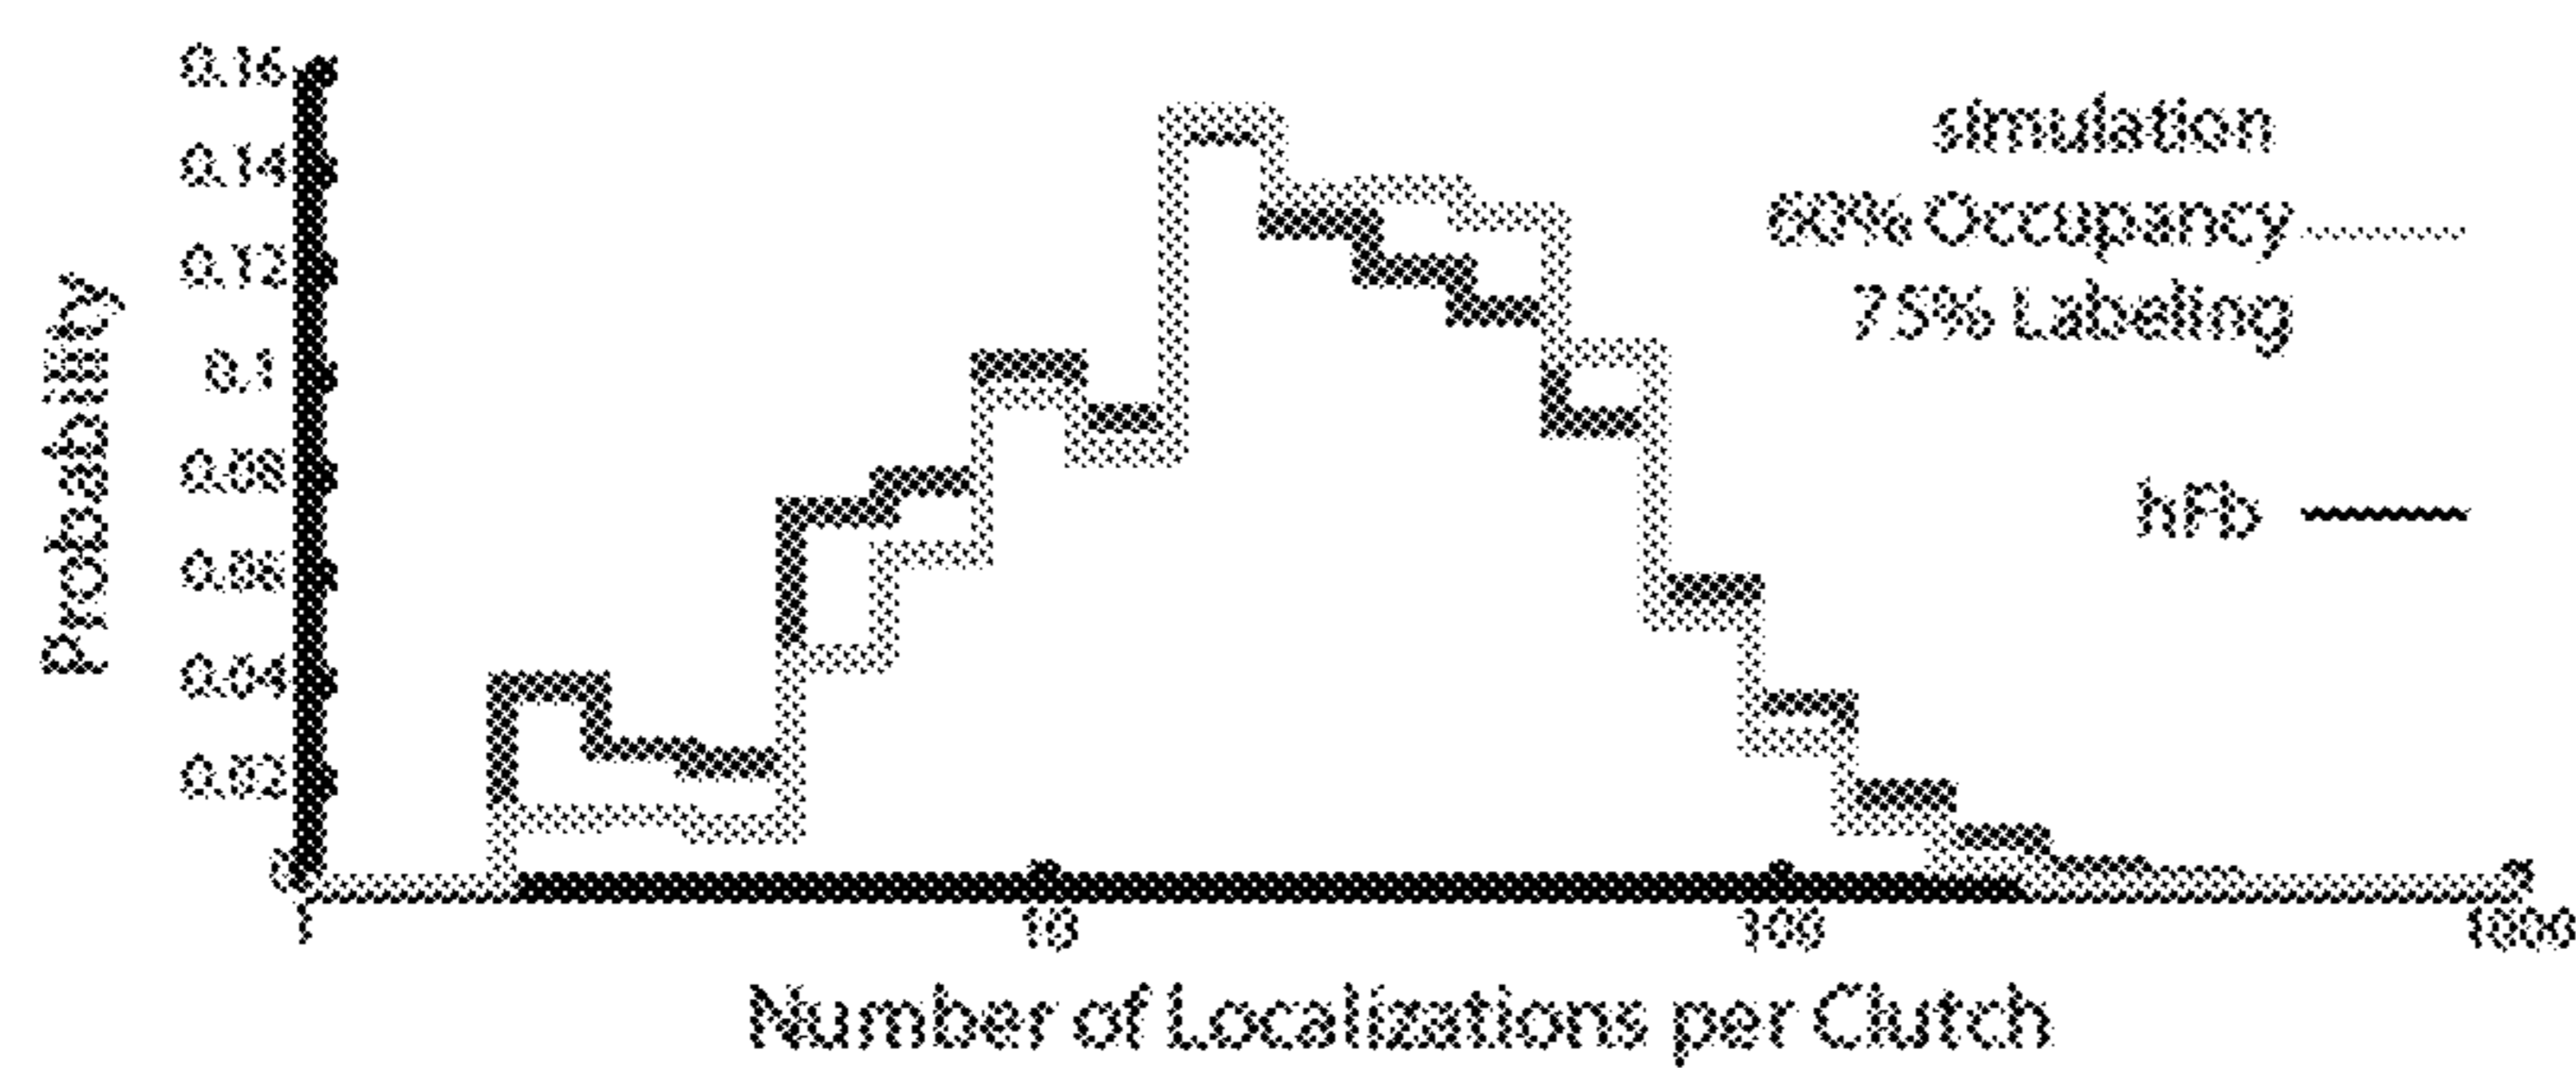 0.16
0.14
0.12
0.1
0.08
0.06
0.04
0.02
0
Probability
1
10
100
1000
Number of Localizations per Clutch
simulation
60% Occupancy
75% Labeling
hFb